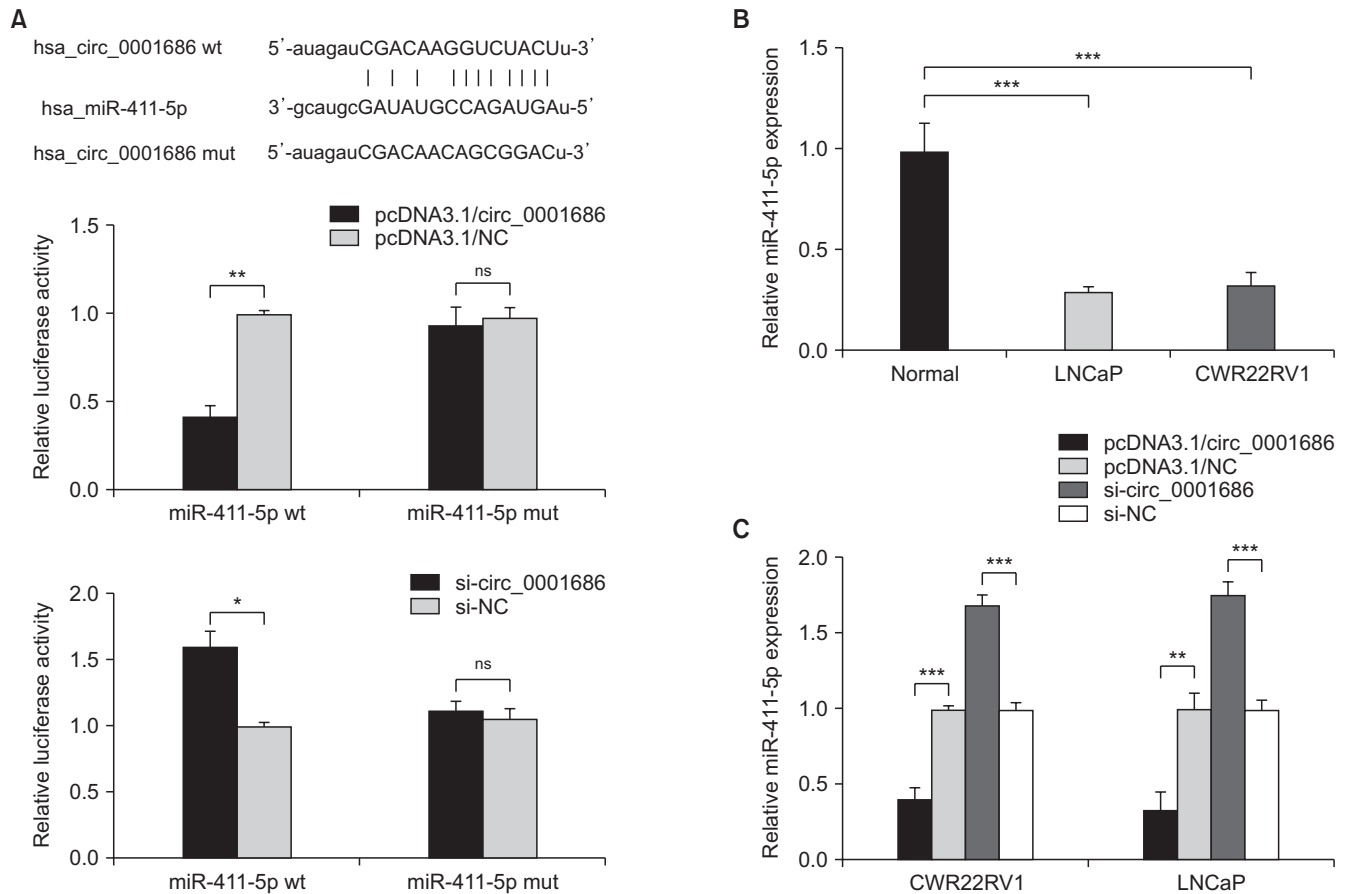 A
hsa_circ_0001686 wt 5'-auagauCGACAAGGUCUACUu-3'
hsa_miR-411-5p 3'-gcaugcGAUAUGCCAGAUGAu-5'
hsa_circ_0001686 mut 5'-auagauCGACAACAGCGGACu-3'
pcDNA3.1/circ_0001686
pcDNA3.1/NC
Relative luciferase activity
1.5
1.0
0.5
0.0
**
ns
miR-411-5p wt
miR-411-5p mut
si-circ_0001686
si-NC
Relative luciferase activity
2.0
1.5
1.0
0.5
0.0
*
ns
miR-411-5p wt
miR-411-5p mut
B
Relative miR-411-5p expression
1.5
1.0
0.5
0.0
***
***
Normal
LNCaP
CWR22RV1
pcDNA3.1/circ_0001686
pcDNA3.1/NC
si-circ_0001686
si-NC
C
Relative miR-411-5p expression
2.0
1.5
1.0
0.5
0.0
***
***
**
***
CWR22RV1
LNCaP